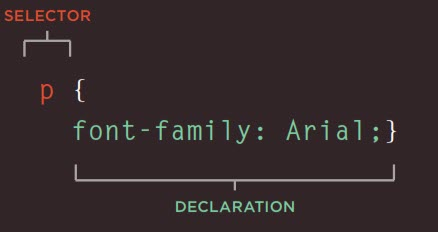 SELECTOR
p {
font-family: Arial;}
DECLARATION